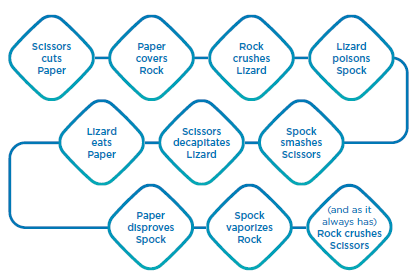 Scissors
cuts
Paper
Paper
covers
Rock
Rock
crushes
Lizard
Lizard
poisons
Spock
Spock
smashes
Scissors
Scissors
decapitates
Lizard
Lizard
eats
Paper
Paper
disproves
Spock
Spock
vaporizes
Rock
(and as it
always has)
Rock crushes
Scissors